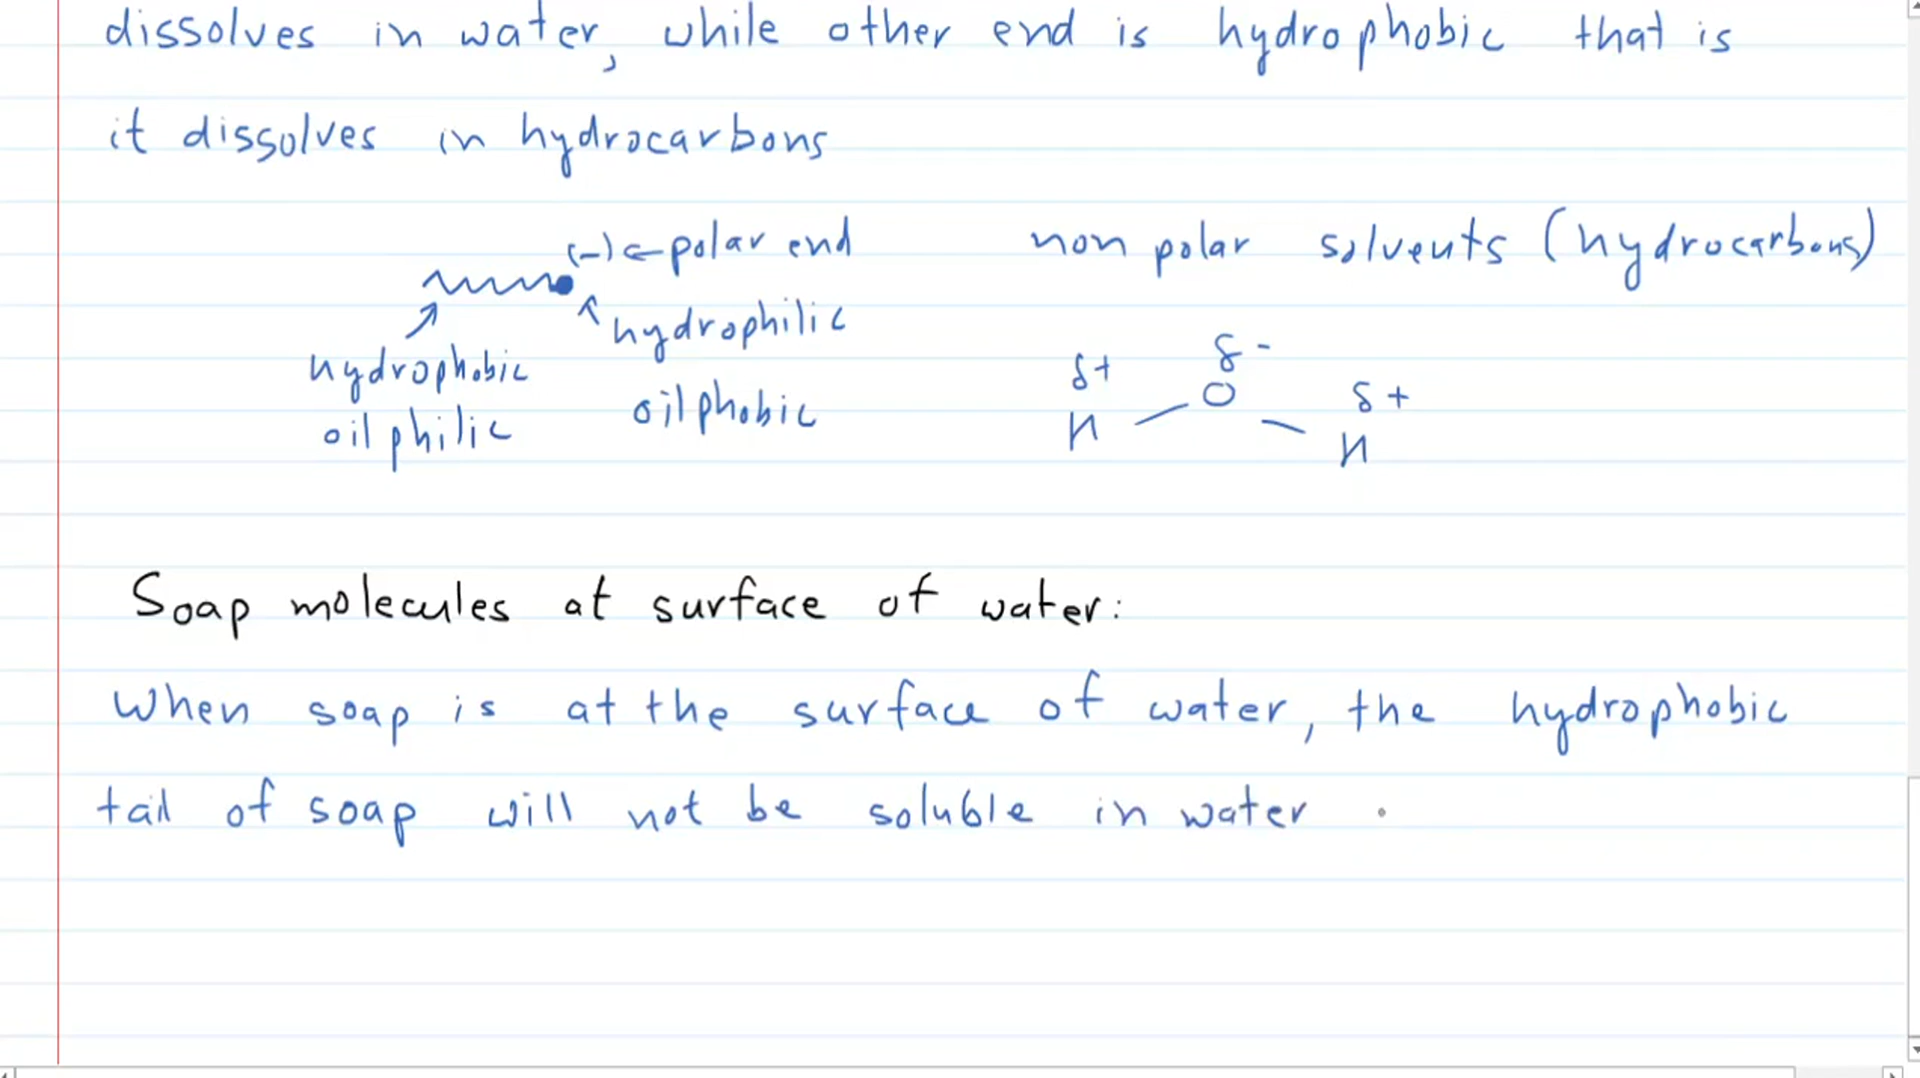 dissolves in water, while other end is hydrophobic that is
it dissolves in hydrocarbons
(-) ← polar end
non polar solvents (hydrocarbons)
hydrophilic
oilphobic
hydrophobic
oil philic
δ+ δ- δ+
H O H
Soap molecules at surface of water:
When soap is at the surface of water, the hydrophobic
tail of soap will not be soluble in water